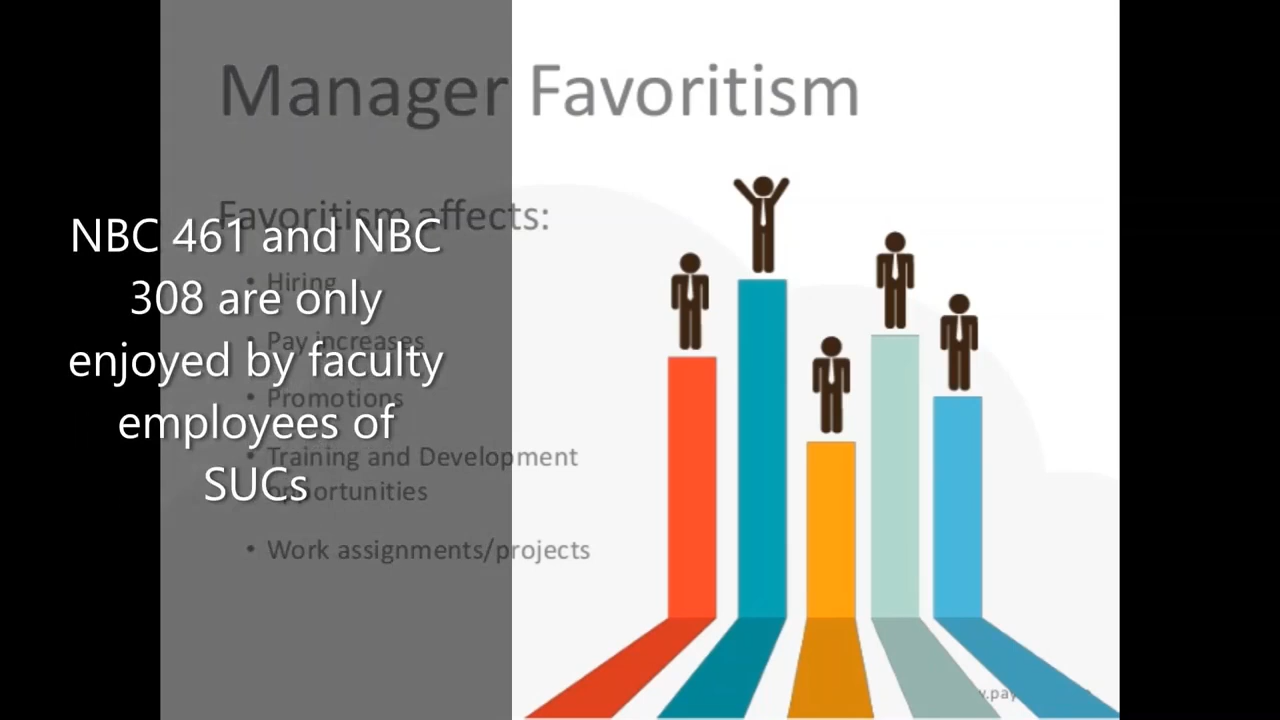 Manager Favoritism
Favoritism affects:
• Hiring
• Pay increases
• Promotions
• Training and Development
opportunities
• Work assignments/projects
NBC 461 and NBC
308 are only
enjoyed by faculty
employees of
SUCs